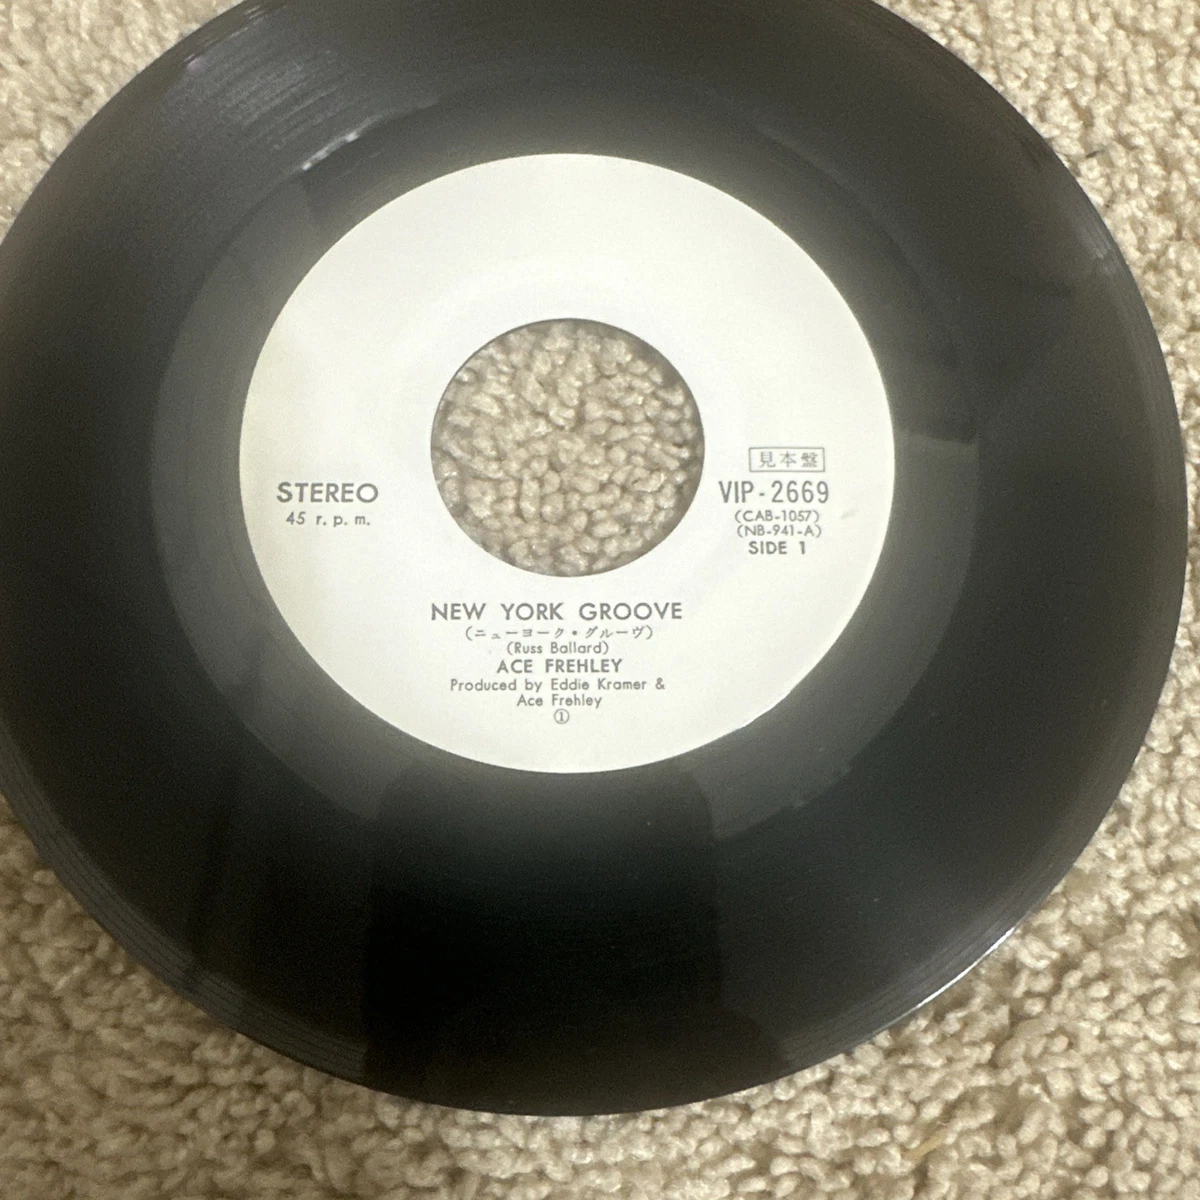 STEREO
45 r.p.m.
見本盤
VIP-2669
(CAB-1057)
(NB-941-A)
SIDE 1
NEW YORK GROOVE
(ニューヨーク・グルーヴ)
(Russ Ballard)
ACE FREHLEY
Produced by Eddie Kramer &
Ace Frehley
①